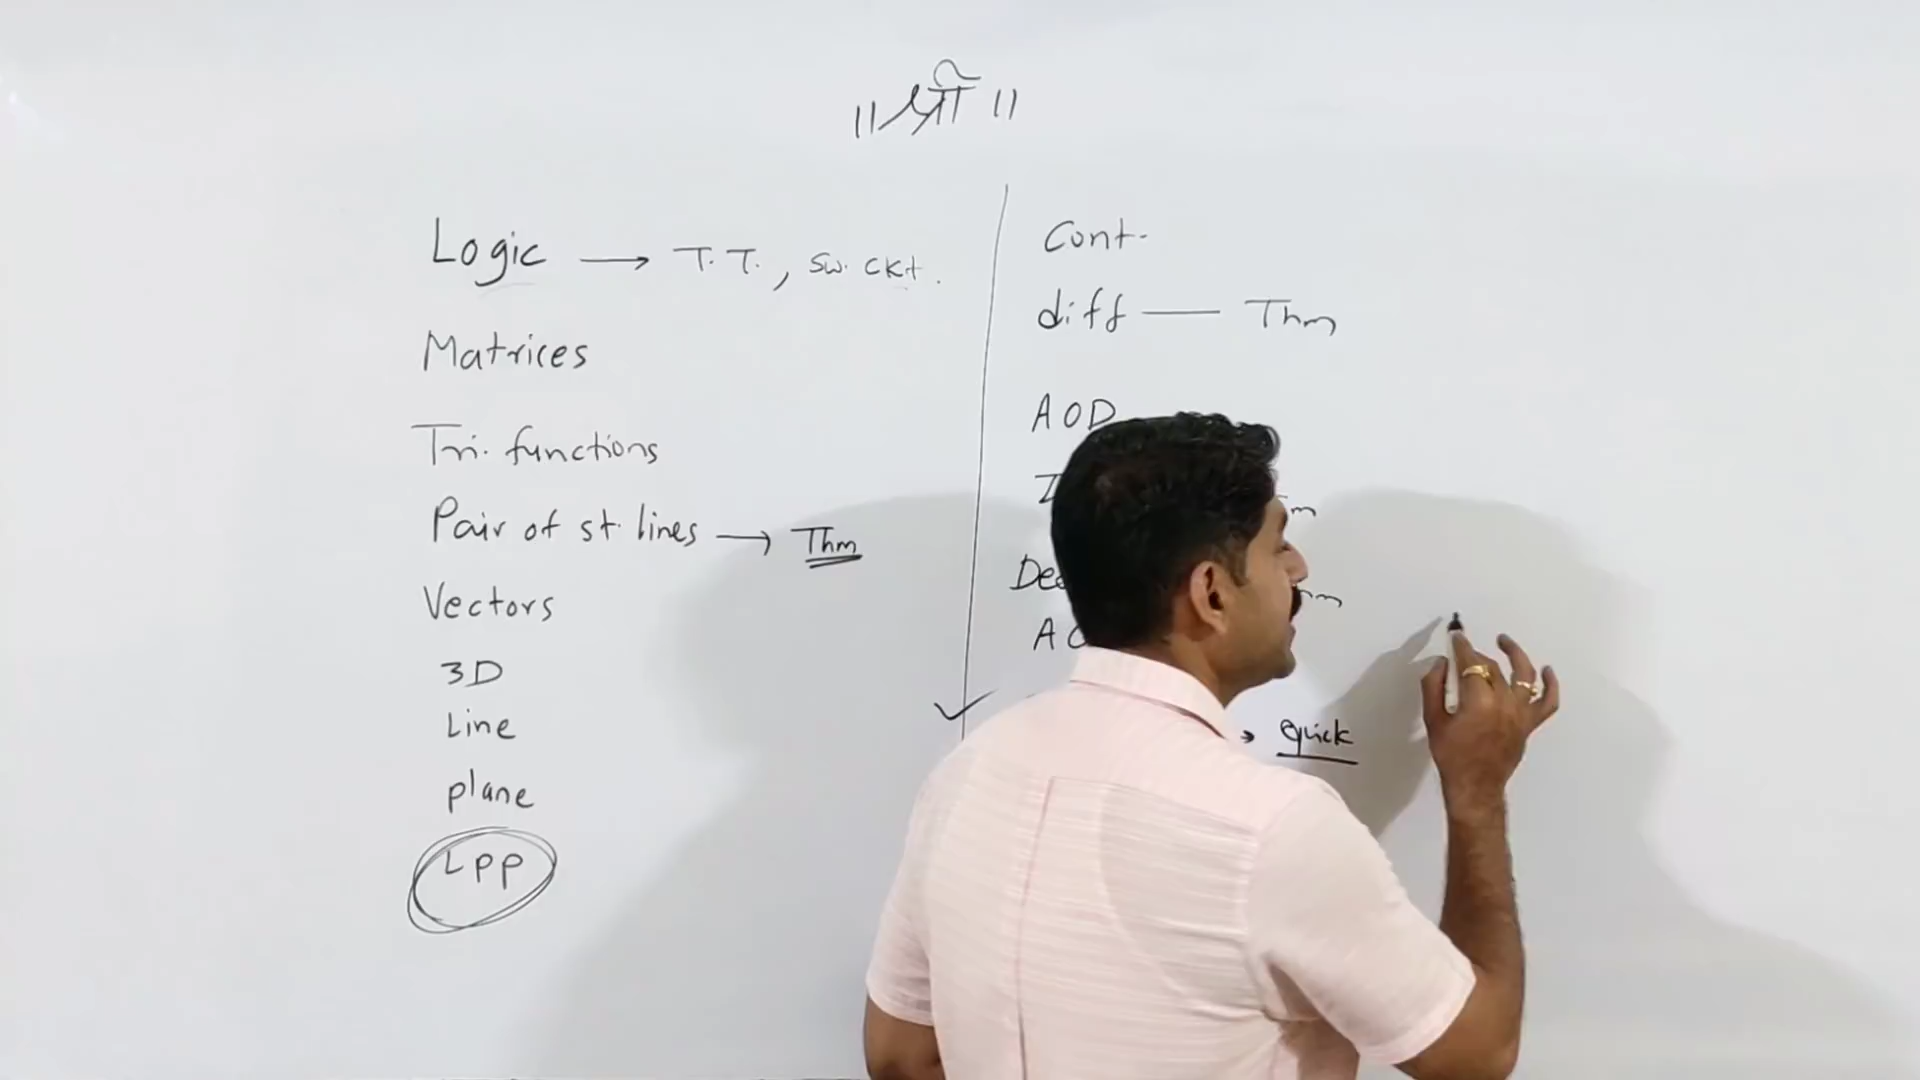 ॥ श्री ॥
Logic → T.T., Sw. ckt.
Matrices
Tri. functions
Pair of st. lines → Thm
Vectors
3D
Line
plane
LPP
Cont.
diff — Thm
AOD
quick